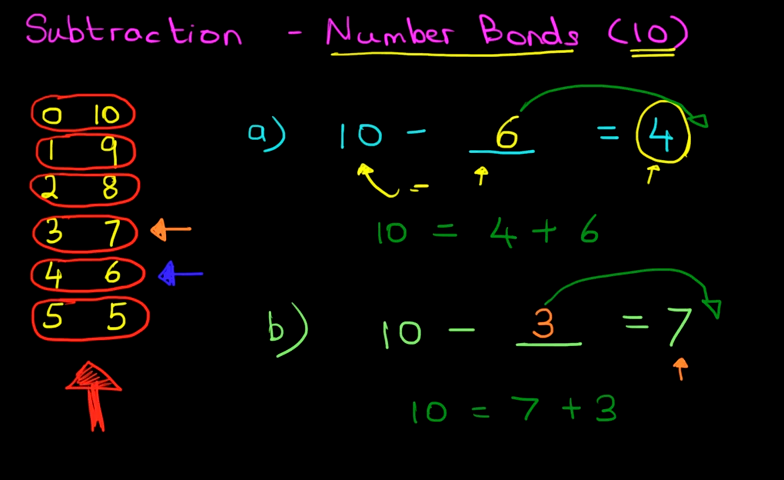 Subtraction - Number Bonds (10)
0 10
1 9
2 8
3 7
4 6
5 5
a) 10 - 6 = 4
=
10 = 4 + 6
b) 10 - 3 = 7
10 = 7 + 3